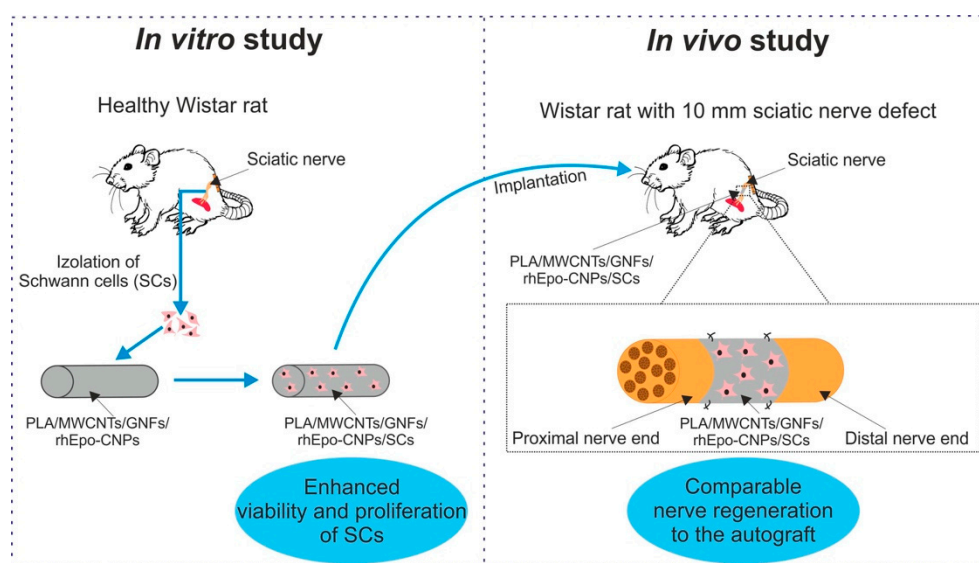 In vitro study
Healthy Wistar rat
Sciatic nerve
Izolation of
Schwann cells (SCs)
PLA/MWCNTs/GNFs/
rhEpo-CNPs
PLA/MWCNTs/GNFs/
rhEpo-CNPs/SCs
Enhanced
viability and proliferation
of SCs
Implantation
In vivo study
Wistar rat with 10 mm sciatic nerve defect
Sciatic nerve
PLA/MWCNTs/GNFs/
rhEpo-CNPs/SCs
Proximal nerve end
PLA/MWCNTs/GNFs/
rhEpo-CNPs/SCs
Distal nerve end
Comparable
nerve regeneration
to the autograft